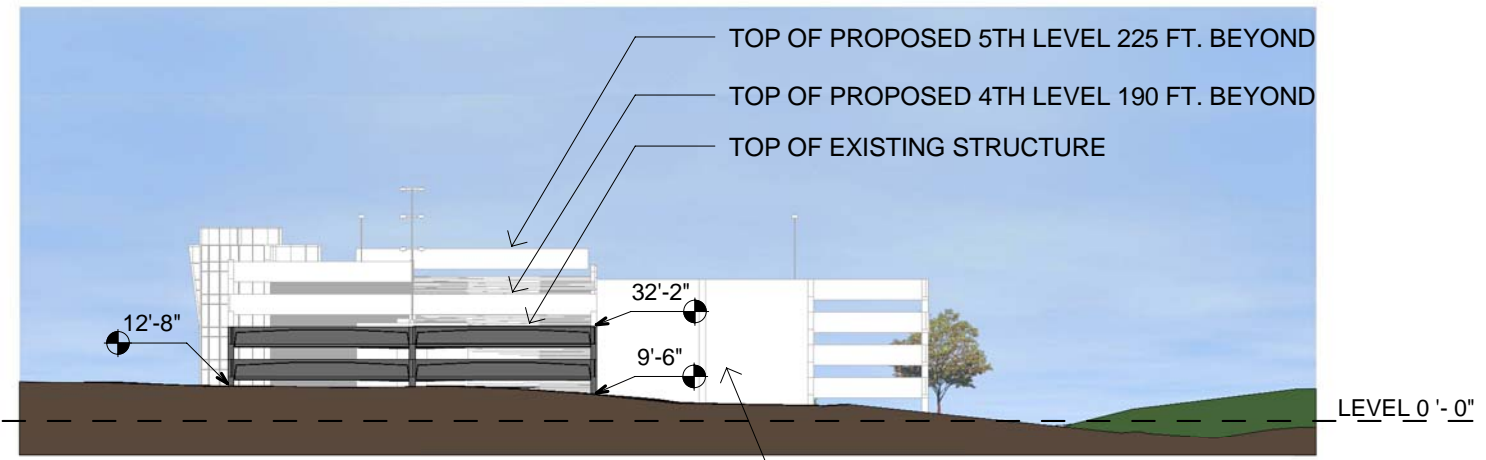 TOP OF PROPOSED 5TH LEVEL 225 FT. BEYOND
TOP OF PROPOSED 4TH LEVEL 190 FT. BEYOND
TOP OF EXISTING STRUCTURE
32'-2"
12'-8"
9'-6"
LEVEL 0 '- 0"